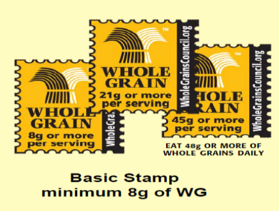 WHOLE
GRAIN
8g or more
per serving
WholeGrainsCouncil.org
WHOLE
GRAIN
21g or more
per serving
WholeGrainsCouncil.org
WHOLE
GRAIN
45g or more
per serving
WholeGrainsCouncil.org
EAT 48g OR MORE OF
WHOLE GRAINS DAILY
Basic Stamp
minimum 8g of WG